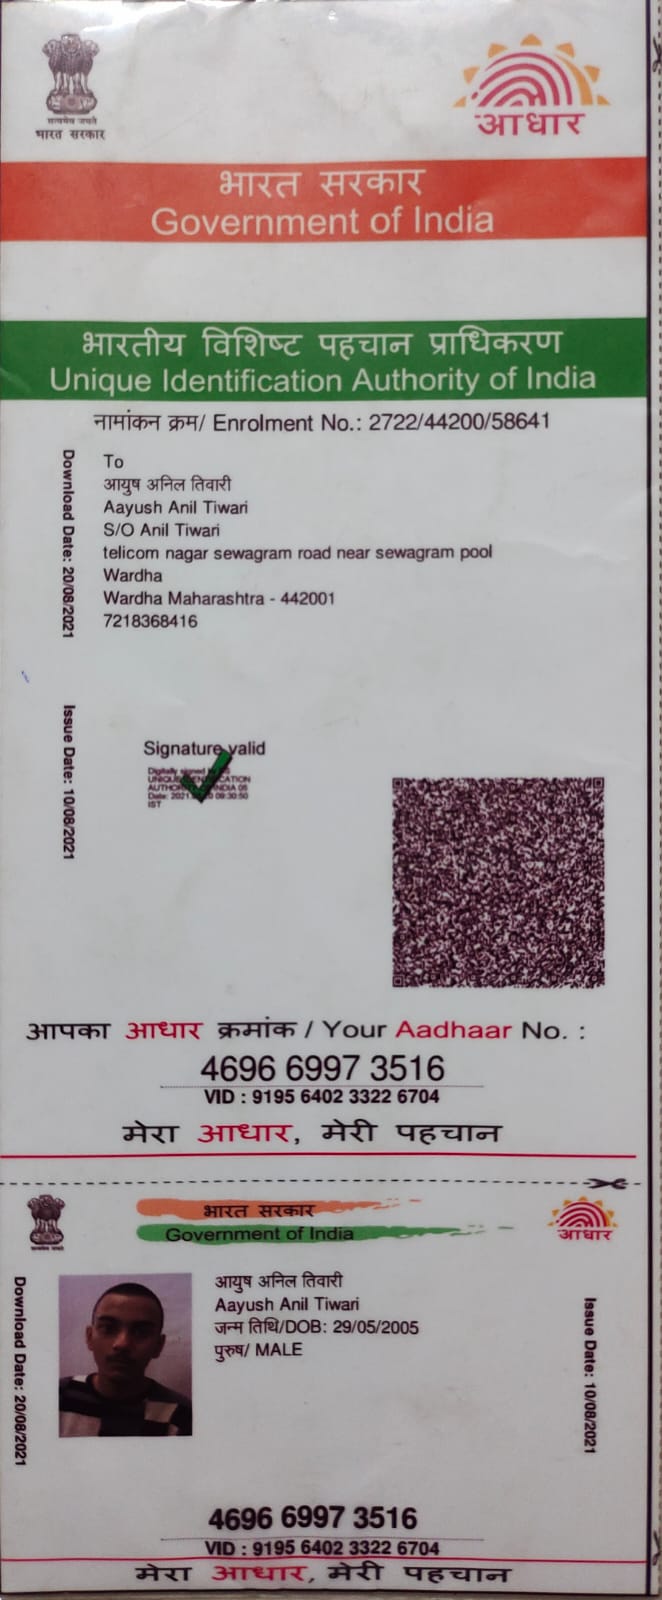 सत्यमेव जयते
भारत सरकार
आधार
भारत सरकार
Government of India
भारतीय विशिष्ट पहचान प्राधिकरण
Unique Identification Authority of India
नामांकन क्रम/ Enrolment No.: 2722/44200/58641
Download Date: 20/08/2021
To
आयुष अनिल तिवारी
Aayush Anil Tiwari
S/O Anil Tiwari
telicom nagar sewagram road near sewagram pool
Wardha
Wardha Maharashtra - 442001
7218368416
Issue Date: 10/08/2021
Signature valid
Digitally signed
UNIQUE
AUTHORITY OF INDIA 05
Date: 2021 09:30:50
IST
आपका आधार क्रमांक / Your Aadhaar No. :
4696 6997 3516
VID : 9195 6402 3322 6704
मेरा आधार, मेरी पहचान
सत्यमेव जयते
भारत सरकार
Government of India
आधार
Download Date: 20/08/2021
आयुष अनिल तिवारी
Aayush Anil Tiwari
जन्म तिथि/DOB: 29/05/2005
पुरुष/ MALE
Issue Date: 10/08/2021
4696 6997 3516
VID : 9195 6402 3322 6704
मेरा आधार, मेरी पहचान